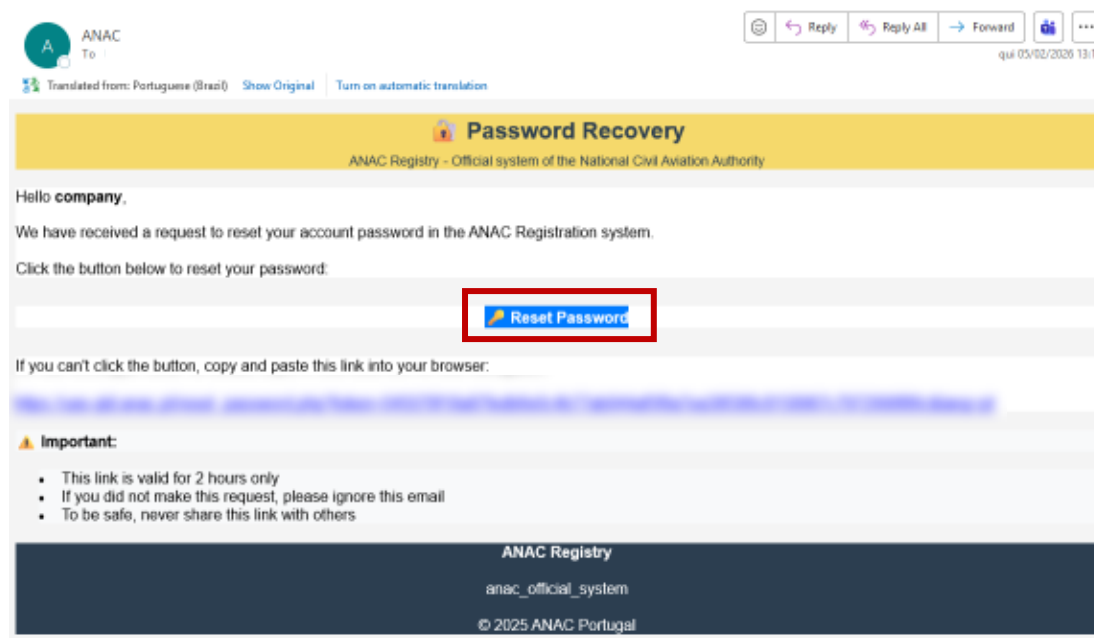 A
ANAC
To
Reply
Reply All
Forward
qui 05/02/2026 13:1
Translated from: Portuguese (Brazil) Show Original Turn on automatic translation
Password Recovery
ANAC Registry - Official system of the National Civil Aviation Authority
Hello company,
We have received a request to reset your account password in the ANAC Registration system.
Click the button below to reset your password:
Reset Password
If you can't click the button, copy and paste this link into your browser:
Important:
This link is valid for 2 hours only
If you did not make this request, please ignore this email
To be safe, never share this link with others
ANAC Registry
anac_official_system
© 2025 ANAC Portugal